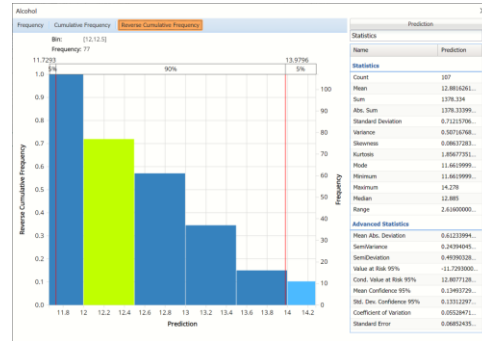 Alcohol
Frequency Cumulative Frequency Reverse Cumulative Frequency
Bin: [12,12.5]
Frequency: 77
11.7293 13.9796
5% 90% 5%
1.0
0.9
0.8
0.7
0.6
0.5
0.4
0.3
0.2
0.1
0.0
Reverse Cumulative Frequency
100
90
80
70
60
50
40
30
20
10
0
Frequency
11.8 12 12.2 12.4 12.6 12.8 13 13.2 13.4 13.6 13.8 14 14.2
Prediction
Prediction
Statistics
Name Prediction
Statistics
Count 107
Mean 12.8816261...
Sum 1378.334
Abs. Sum 1378.33399...
Standard Deviation 0.71215706...
Variance 0.50716768...
Skewness 0.08637283...
Kurtosis 1.85677351...
Mode 11.6619999...
Minimum 11.6619999...
Maximum 14.278
Median 12.885
Range 2.61600000...
Advanced Statistics
Mean Abs. Deviation 0.61233994...
SemiVariance 0.24394045...
SemiDeviation 0.49390328...
Value at Risk 95% -11.7293000...
Cond. Value at Risk 95% 12.8077128...
Mean Confidence 95% 0.13493729...
Std. Dev. Confidence 95% 0.13312297...
Coefficient of Variation 0.05528471...
Standard Error 0.06852435...